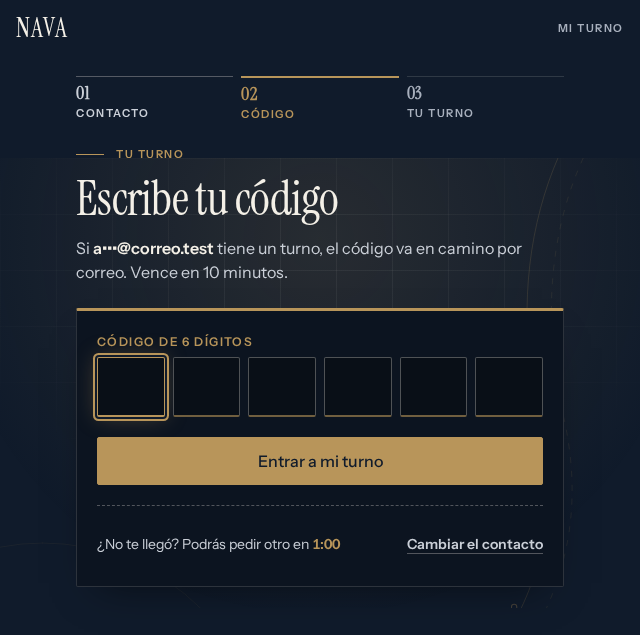 NAVA
MI TURNO
01
CONTACTO
02
CÓDIGO
03
TU TURNO
TU TURNO
Escribe tu código
Si a···@correo.test tiene un turno, el código va en camino por
correo. Vence en 10 minutos.
CÓDIGO DE 6 DÍGITOS
Entrar a mi turno
¿No te llegó? Podrás pedir otro en 1:00
Cambiar el contacto